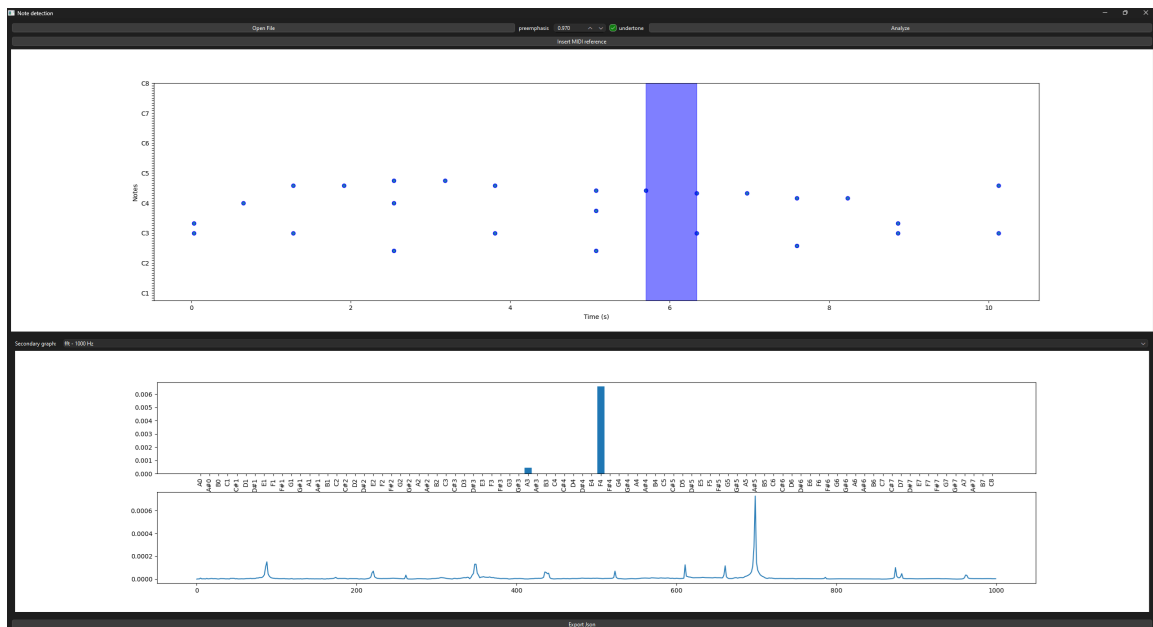 Note detection
Open File preemphasis 0.970 undertone Analyze
Insert MIDI reference
C8
C7
C6
C5
C4
C3
C2
C1
Notes
0 2 4 6 8 10
Time (s)
Secondary graph: fft - 1000 Hz
0.006
0.005
0.004
0.003
0.002
0.001
0.000
A0 A#0 B0 C1 C#1 D1 D#1 E1 F1 F#1 G1 G#1 A1 A#1 B1 C2 C#2 D2 D#2 E2 F2 F#2 G2 G#2 A2 A#2 B2 C3 C#3 D3 D#3 E3 F3 F#3 G3 G#3 A3 A#3 B3 C4 C#4 D4 D#4 E4 F4 F#4 G4 G#4 A4 A#4 B4 C5 C#5 D5 D#5 E5 F5 F#5 G5 G#5 A5 A#5 B5 C6 C#6 D6 D#6 E6 F6 F#6 G6 G#6 A6 A#6 B6 C7 C#7 D7 D#7 E7 F7 F#7 G7 G#7 A7 A#7 B7 C8
0.0006
0.0004
0.0002
0.0000
0 200 400 600 800 1000
Export Json